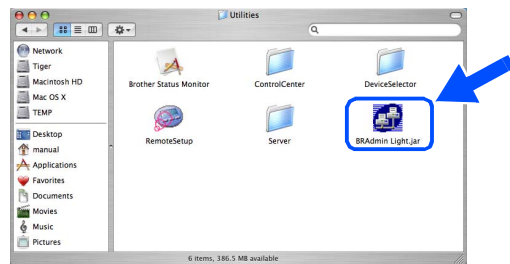 Utilities
Network
Tiger
Macintosh HD
Mac OS X
TEMP
Desktop
manual
Applications
Favorites
Documents
Movies
Music
Pictures
Brother Status Monitor
ControlCenter
DeviceSelector
RemoteSetup
Server
BRAdmin Light.jar
6 items, 386.5 MB available